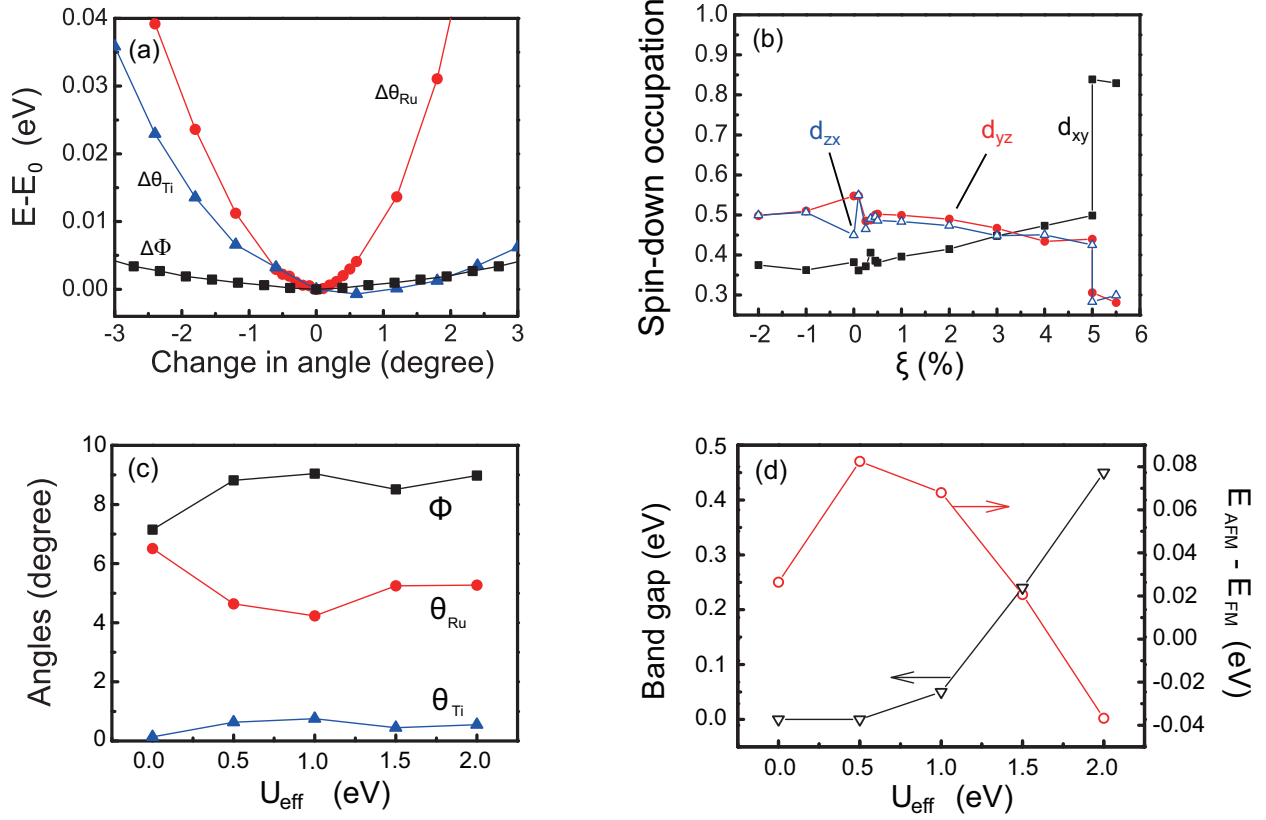 (a)
E-E0 (eV)
0.04
0.03
0.02
0.01
0.00
ΔθRu
ΔθTi
ΔΦ
-3 -2 -1 0 1 2 3
Change in angle (degree)
(b)
Spin-down occupation
1.0
0.9
0.8
0.7
0.6
0.5
0.4
0.3
dzx
dyz
dxy
-2 -1 0 1 2 3 4 5 6
ξ (%)
(c)
Angles (degree)
10
8
6
4
2
0
Φ
θRu
θTi
0.0 0.5 1.0 1.5 2.0
Ueff (eV)
(d)
Band gap (eV)
0.5
0.4
0.3
0.2
0.1
0.0
0.08
0.06
0.04
0.02
0.00
-0.02
-0.04
E AFM - E FM (eV)
0.0 0.5 1.0 1.5 2.0
Ueff (eV)